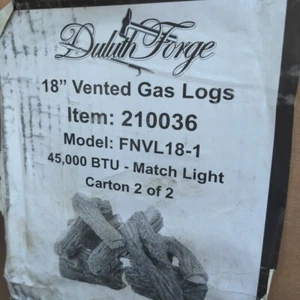 Duluth Forge
18” Vented Gas Logs
Item: 210036
Model: FNVL18-1
45,000 BTU - Match Light
Carton 2 of 2